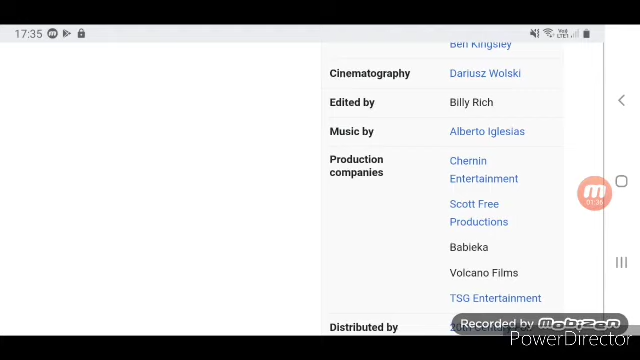 17:35
Ben Kingsley
Cinematography Dariusz Wolski
Edited by Billy Rich
Music by Alberto Iglesias
Production companies
Chernin Entertainment
Scott Free Productions
Babieka
Volcano Films
TSG Entertainment
Distributed by
Recorded by mobizen
PowerDirector